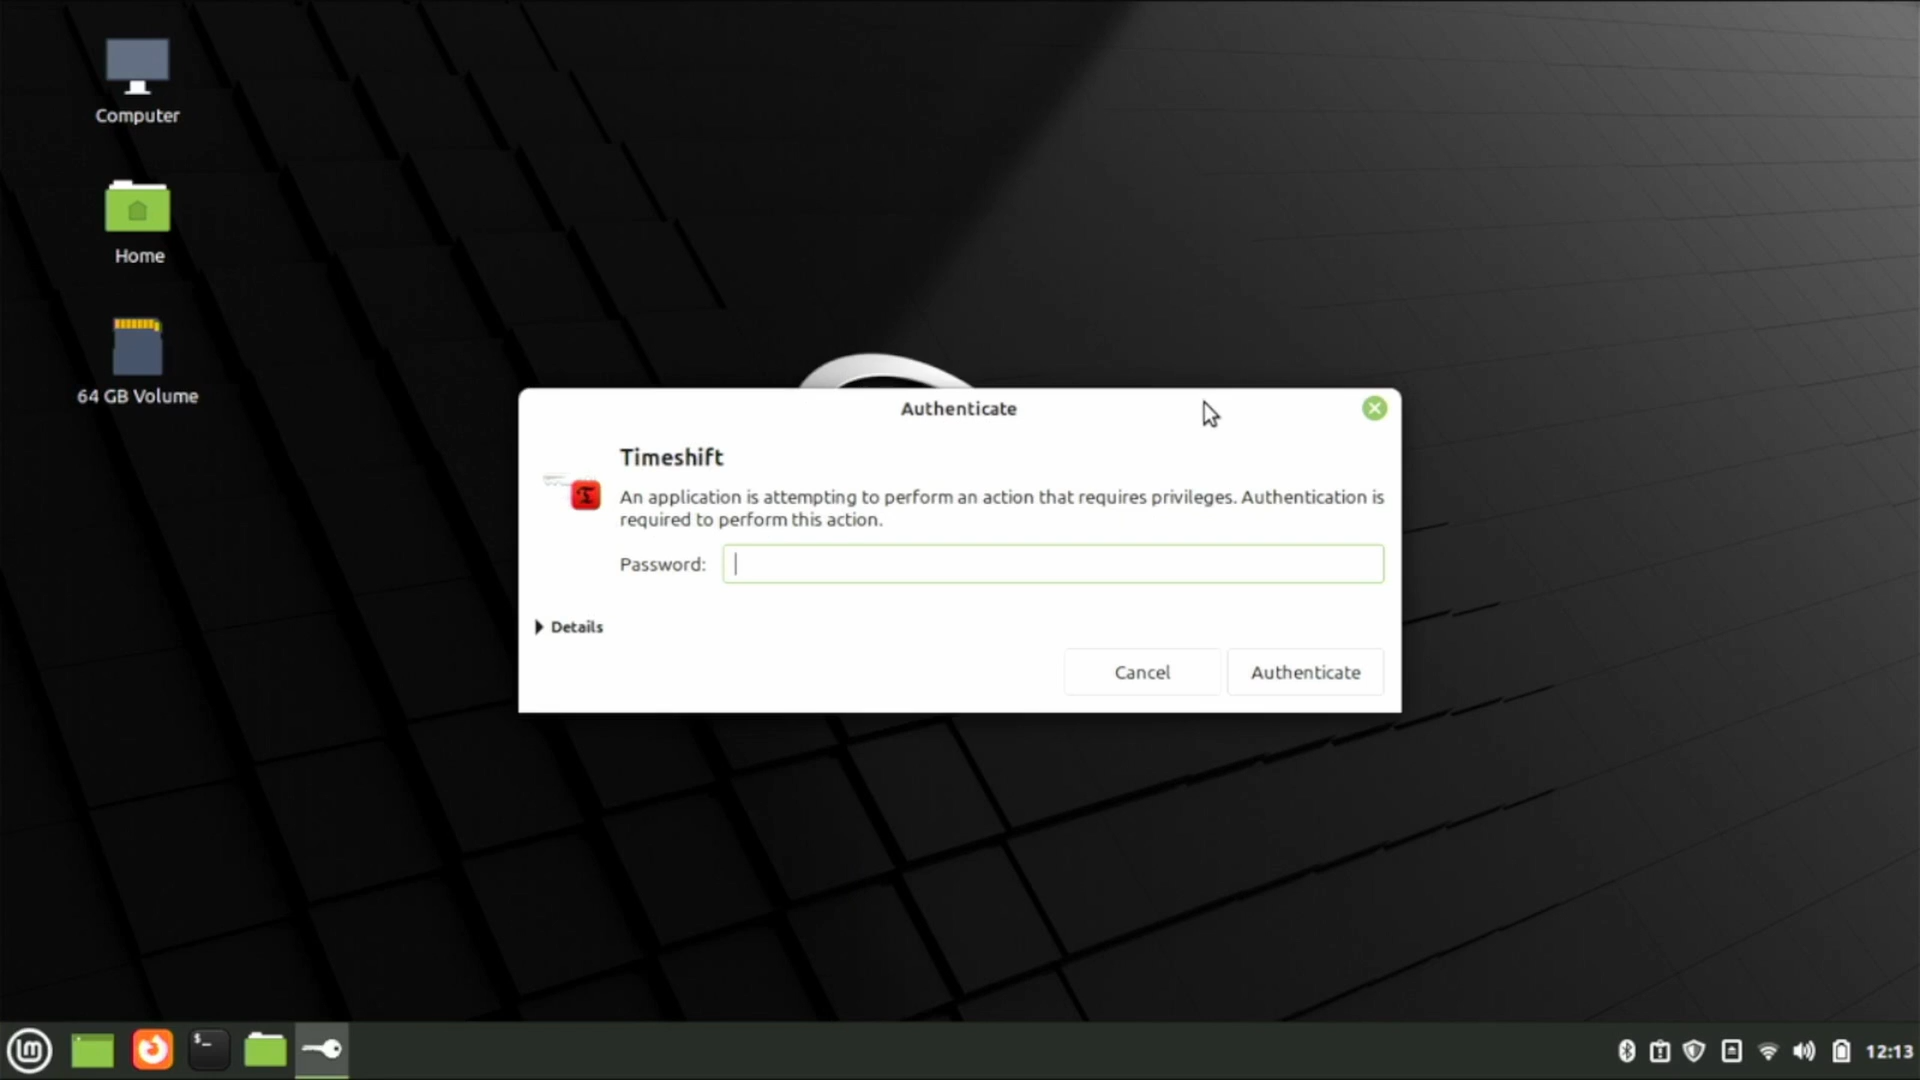 Computer
Home
64 GB Volume
Authenticate
Timeshift
An application is attempting to perform an action that requires privileges. Authentication is
required to perform this action.
Password:
Details
Cancel
Authenticate
$_
12:13